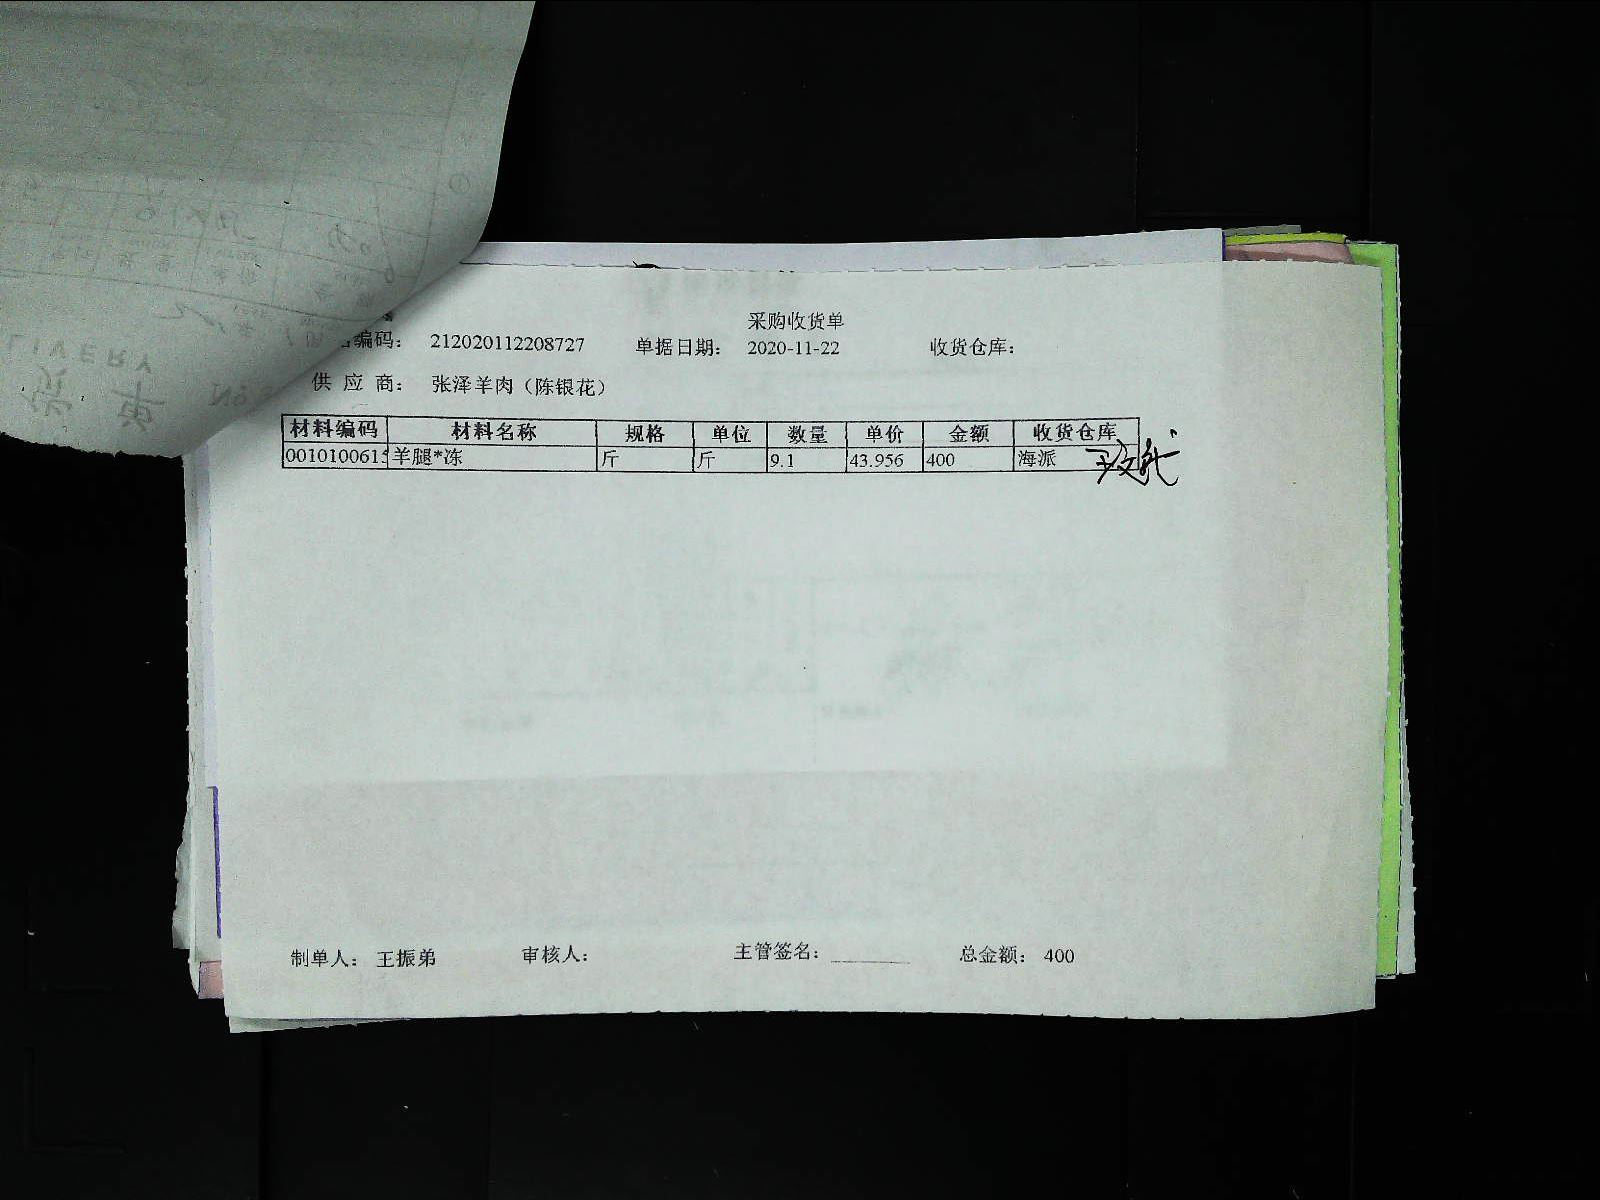 采购收货单
编码： 212020112208727 单据日期： 2020-11-22 收货仓库：
供 应 商： 张泽羊肉（陈银花）
材料编码 材料名称 规格 单位 数量 单价 金额 收货仓库
0010100615 羊腿*冻 斤 斤 9.1 43.956 400 海派
制单人： 王振弟 审核人： 主管签名： 总金额： 400
LIVERY